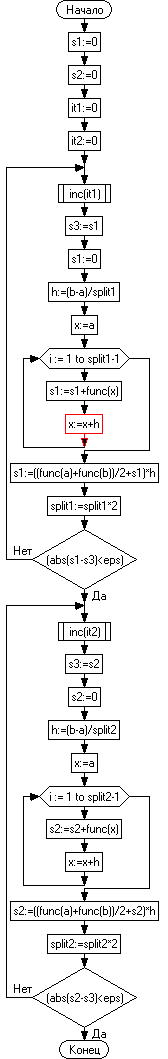 Начало
s1:=0
s2:=0
it1:=0
it2:=0
inc(it1)
s3:=s1
s1:=0
h:=(b-a)/split1
x:=a
i := 1 to split1-1
s1:=s1+func(x)
x:=x+h
s1:=((func(a)+func(b))/2+s1)*h
split1:=split1*2
Нет
(abs(s1-s3)<eps)
Да
inc(it2)
s3:=s2
s2:=0
h:=(b-a)/split2
x:=a
i := 1 to split2-1
s2:=s2+func(x)
x:=x+h
s2:=((func(a)+func(b))/2+s2)*h
split2:=split2*2
Нет
(abs(s2-s3)<eps)
Да
Конец